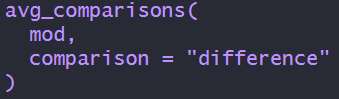 avg_comparisons(
  mod,
  comparison = "difference"
)